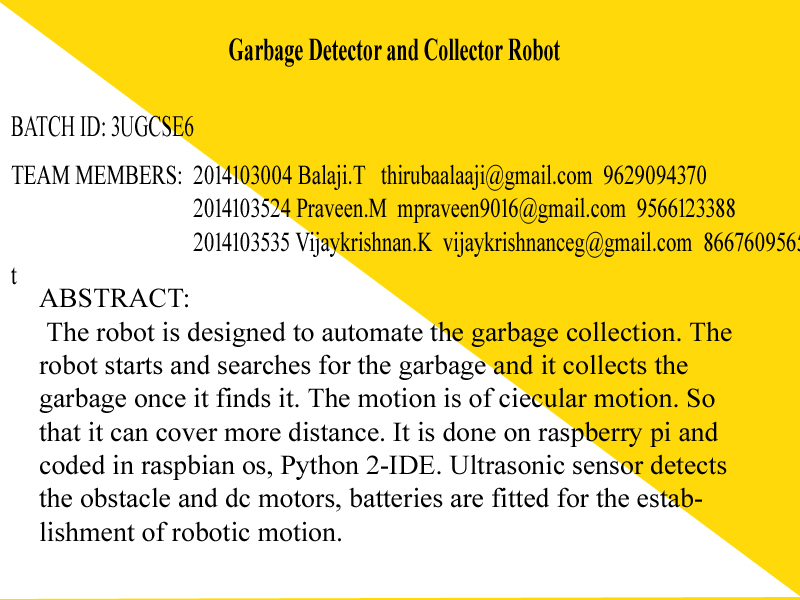 Garbage Detector and Collector Robot
BATCH ID: 3UGCSE6
TEAM MEMBERS: 2014103004 Balaji.T thirubaalaaji@gmail.com 9629094370
2014103524 Praveen.M mpraveen9016@gmail.com 9566123388
2014103535 Vijaykrishnan.K vijaykrishnanceg@gmail.com 8667609565
t
ABSTRACT:
The robot is designed to automate the garbage collection. The
robot starts and searches for the garbage and it collects the
garbage once it finds it. The motion is of ciecular motion. So
that it can cover more distance. It is done on raspberry pi and
coded in raspbian os, Python 2-IDE. Ultrasonic sensor detects
the obstacle and dc motors, batteries are fitted for the estab-
lishment of robotic motion.